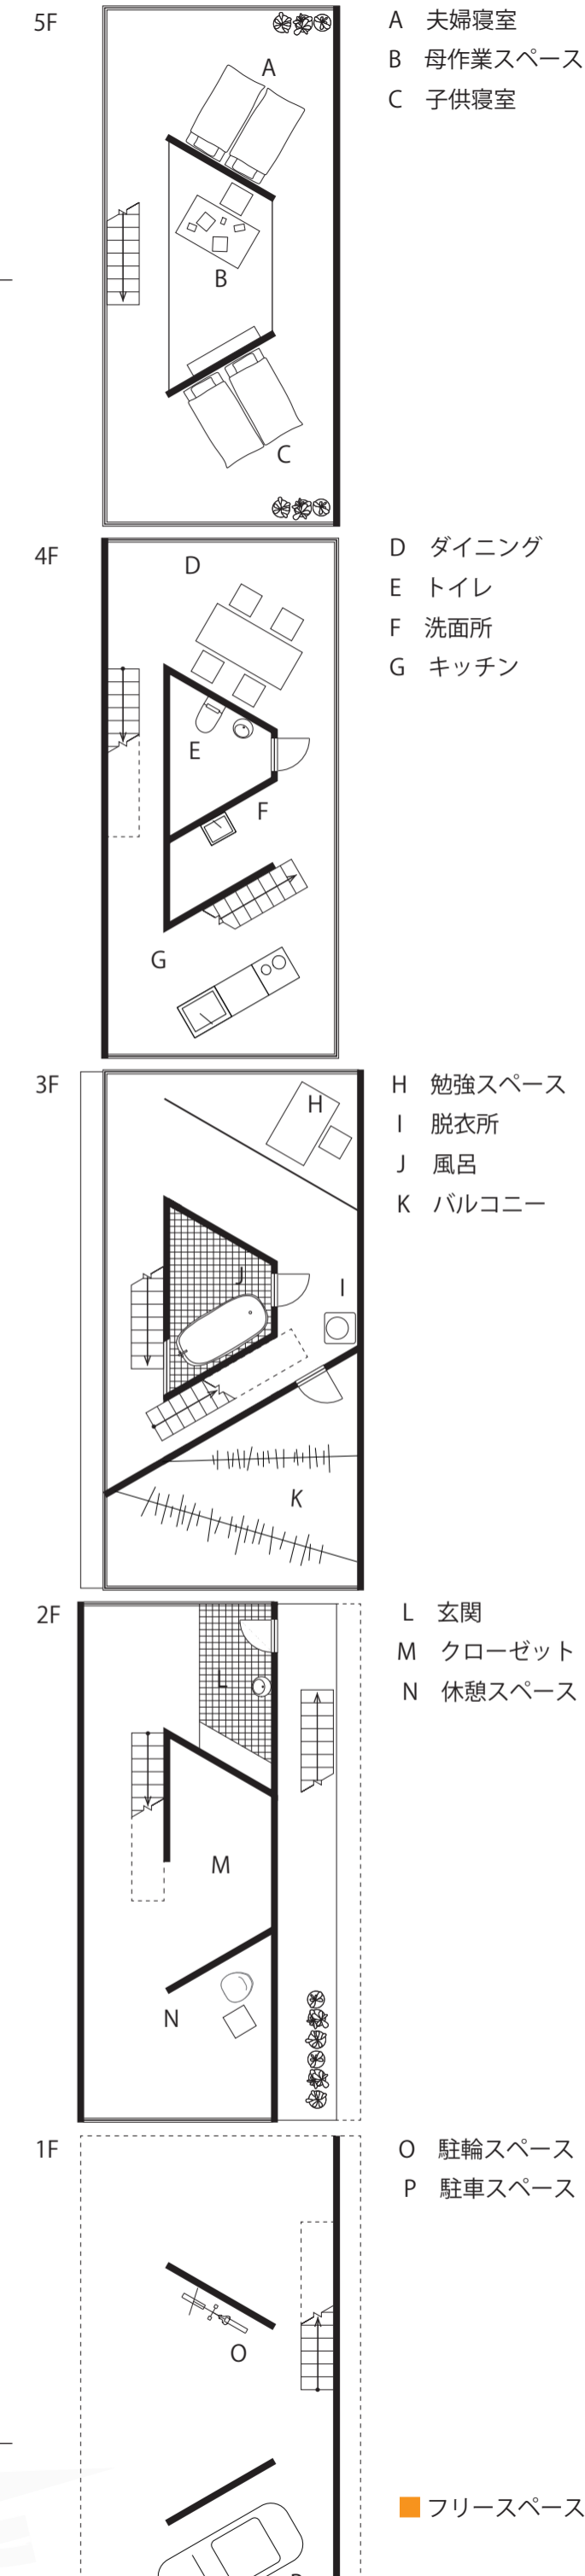 5F
A 夫婦寝室
B 母作業スペース
C 子供寝室
A
B
C
4F
D ダイニング
E トイレ
F 洗面所
G キッチン
D
E
F
G
3F
H 勉強スペース
I 脱衣所
J 風呂
K バルコニー
H
J
I
K
2F
L 玄関
M クローゼット
N 休憩スペース
L
M
N
1F
O 駐輪スペース
P 駐車スペース
O
フリースペース